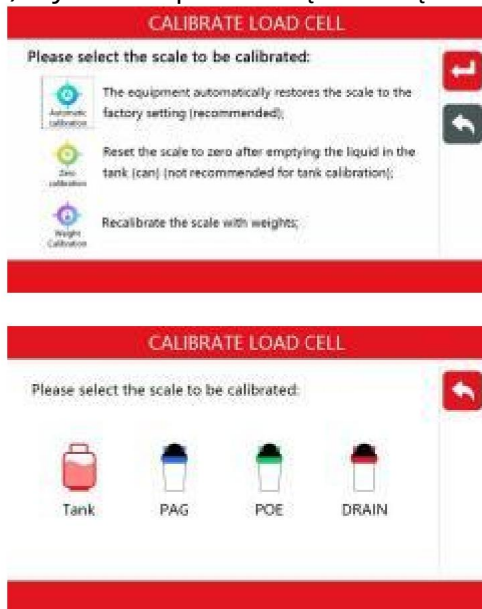 CALIBRATE LOAD CELL
Please select the scale to be calibrated:
Automatic
calibration
The equipment automatically restores the scale to the
factory setting (recommended);
Zero
calibration
Reset the scale to zero after emptying the liquid in the
tank (can) (not recommended for tank calibration);
Weight
Calibration
Recalibrate the scale with weights;
CALIBRATE LOAD CELL
Please select the scale to be calibrated:
Tank
PAG
POE
DRAIN